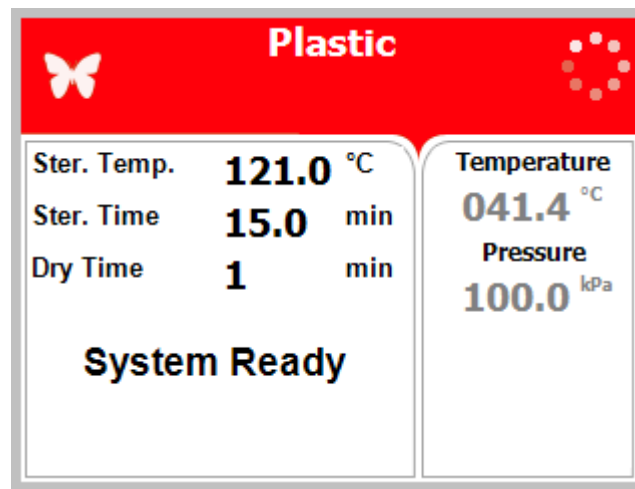 Plastic
Ster. Temp. 121.0 °C
Ster. Time 15.0 min
Dry Time 1 min
System Ready
Temperature
041.4 °C
Pressure
100.0 kPa